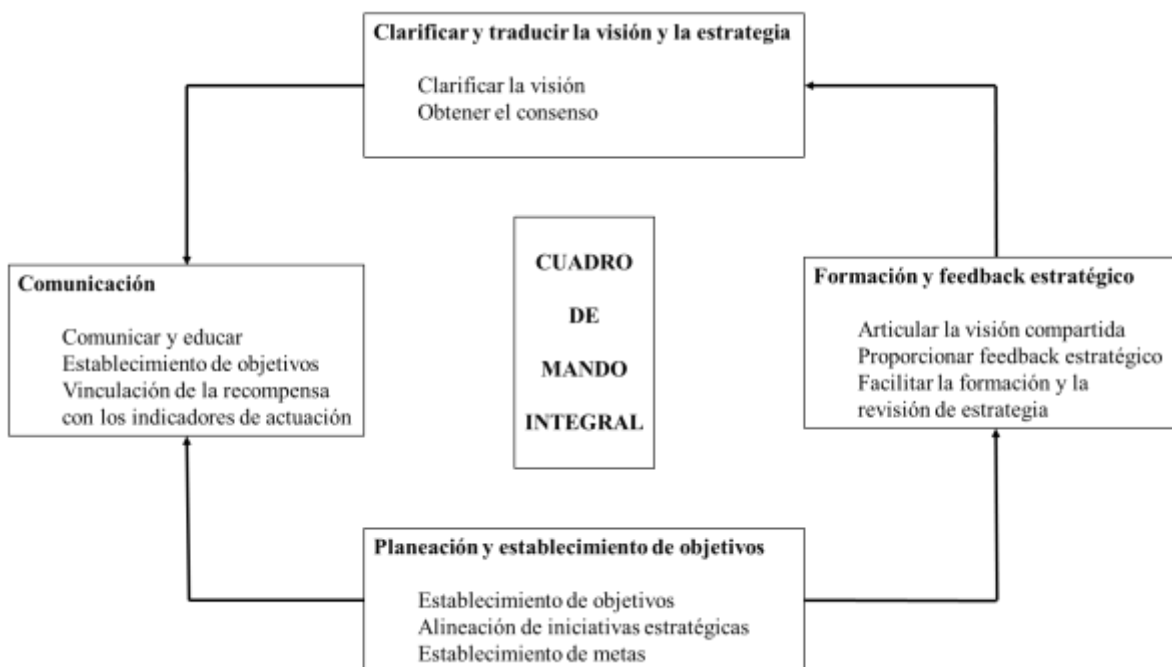 Clarificar y traducir la visión y la estrategia
Clarificar la visión
Obtener el consenso
Comunicación
Comunicar y educar
Establecimiento de objetivos
Vinculación de la recompensa
con los indicadores de actuación
CUADRO
DE
MANDO
INTEGRAL
Formación y feedback estratégico
Articular la visión compartida
Proporcionar feedback estratégico
Facilitar la formación y la
revisión de estrategia
Planeación y establecimiento de objetivos
Establecimiento de objetivos
Alineación de iniciativas estratégicas
Establecimiento de metas